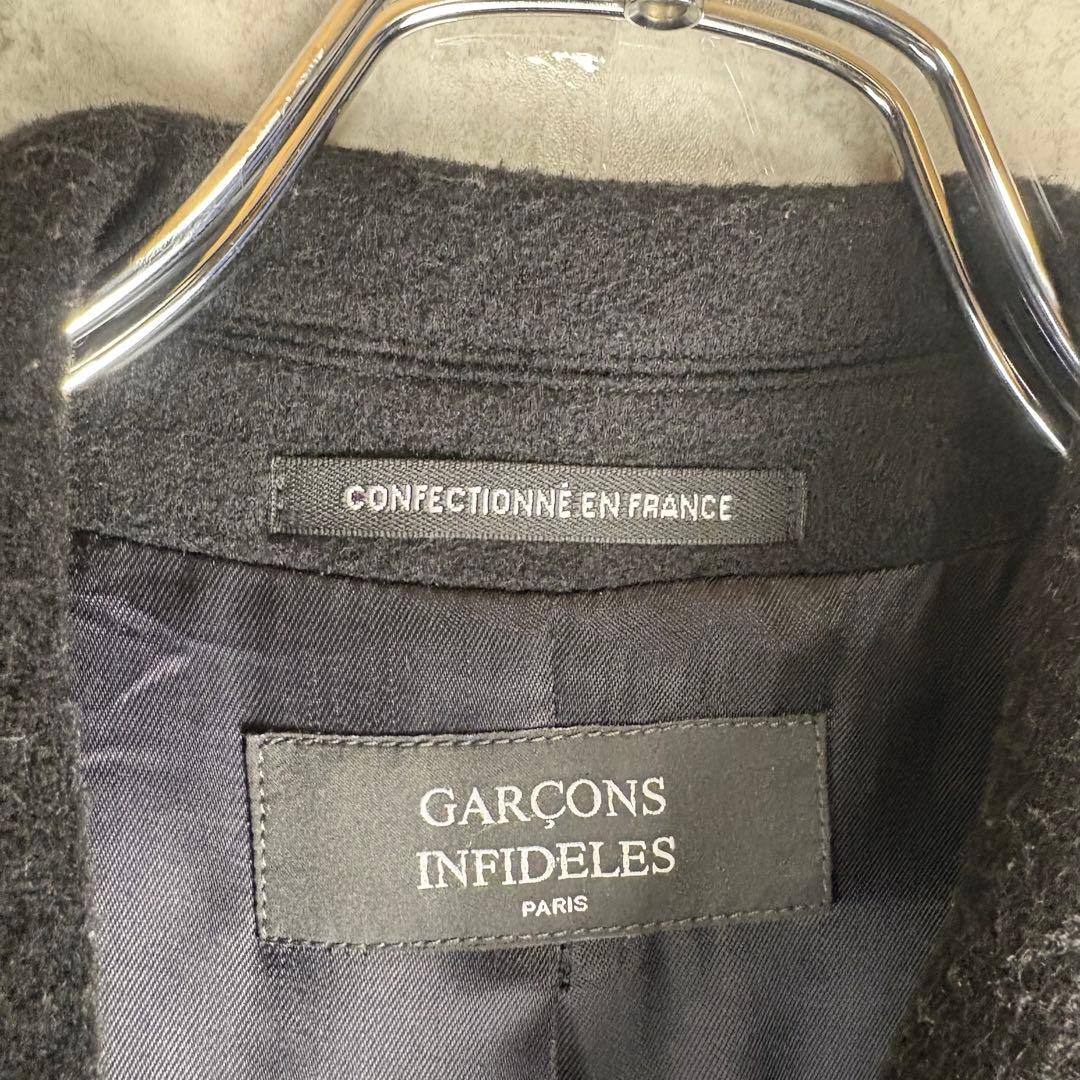 CONFECTIONNÉ EN FRANCE
GARÇONS
INFIDELES
PARIS